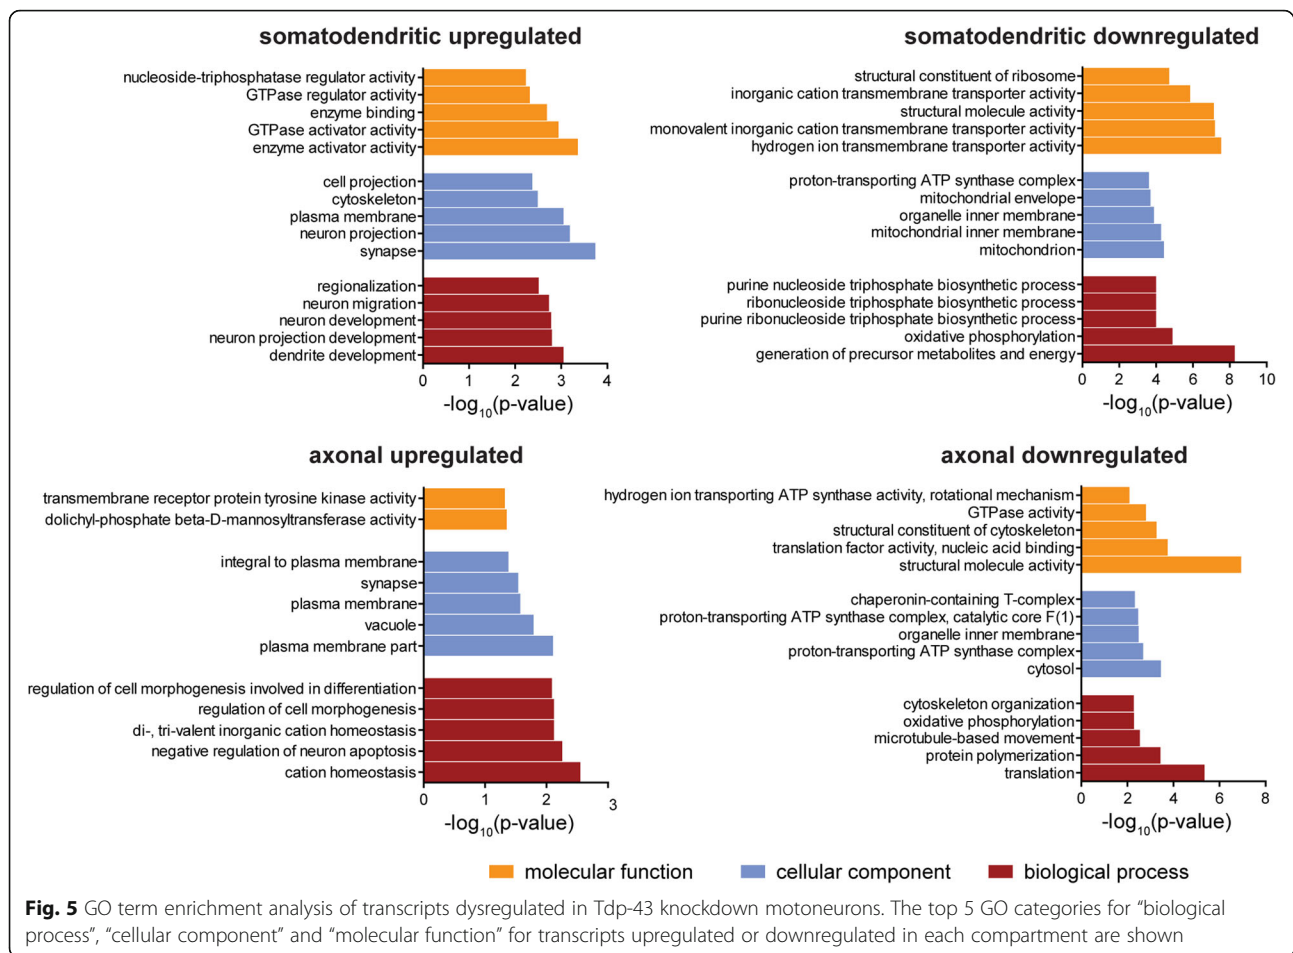 somatodendritic upregulated
nucleoside-triphosphatase regulator activity
GTPase regulator activity
enzyme binding
GTPase activator activity
enzyme activator activity
cell projection
cytoskeleton
plasma membrane
neuron projection
synapse
regionalization
neuron migration
neuron development
neuron projection development
dendrite development
0 1 2 3 4
-log10(p-value)
somatodendritic downregulated
structural constituent of ribosome
inorganic cation transmembrane transporter activity
structural molecule activity
monovalent inorganic cation transmembrane transporter activity
hydrogen ion transmembrane transporter activity
proton-transporting ATP synthase complex
mitochondrial envelope
organelle inner membrane
mitochondrial inner membrane
mitochondrion
purine nucleoside triphosphate biosynthetic process
ribonucleoside triphosphate biosynthetic process
purine ribonucleoside triphosphate biosynthetic process
oxidative phosphorylation
generation of precursor metabolites and energy
0 2 4 6 8 10
-log10(p-value)
axonal upregulated
transmembrane receptor protein tyrosine kinase activity
dolichyl-phosphate beta-D-mannosyltransferase activity
integral to plasma membrane
synapse
plasma membrane
vacuole
plasma membrane part
regulation of cell morphogenesis involved in differentiation
regulation of cell morphogenesis
di-, tri-valent inorganic cation homeostasis
negative regulation of neuron apoptosis
cation homeostasis
0 1 2 3
-log10(p-value)
axonal downregulated
hydrogen ion transporting ATP synthase activity, rotational mechanism
GTPase activity
structural constituent of cytoskeleton
translation factor activity, nucleic acid binding
structural molecule activity
chaperonin-containing T-complex
proton-transporting ATP synthase complex, catalytic core F(1)
organelle inner membrane
proton-transporting ATP synthase complex
cytosol
cytoskeleton organization
oxidative phosphorylation
microtubule-based movement
protein polymerization
translation
0 2 4 6 8
-log10(p-value)
molecular function cellular component biological process
Fig. 5 GO term enrichment analysis of transcripts dysregulated in Tdp-43 knockdown motoneurons. The top 5 GO categories for “biological
process”, “cellular component” and “molecular function” for transcripts upregulated or downregulated in each compartment are shown